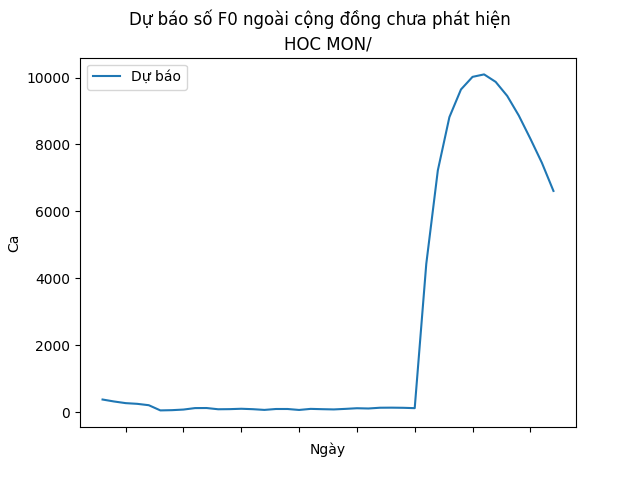 Dự báo số F0 ngoài cộng đồng chưa phát hiện
HOC MON/
Dự báo
10000
8000
6000
4000
2000
0
Ca
Ngày